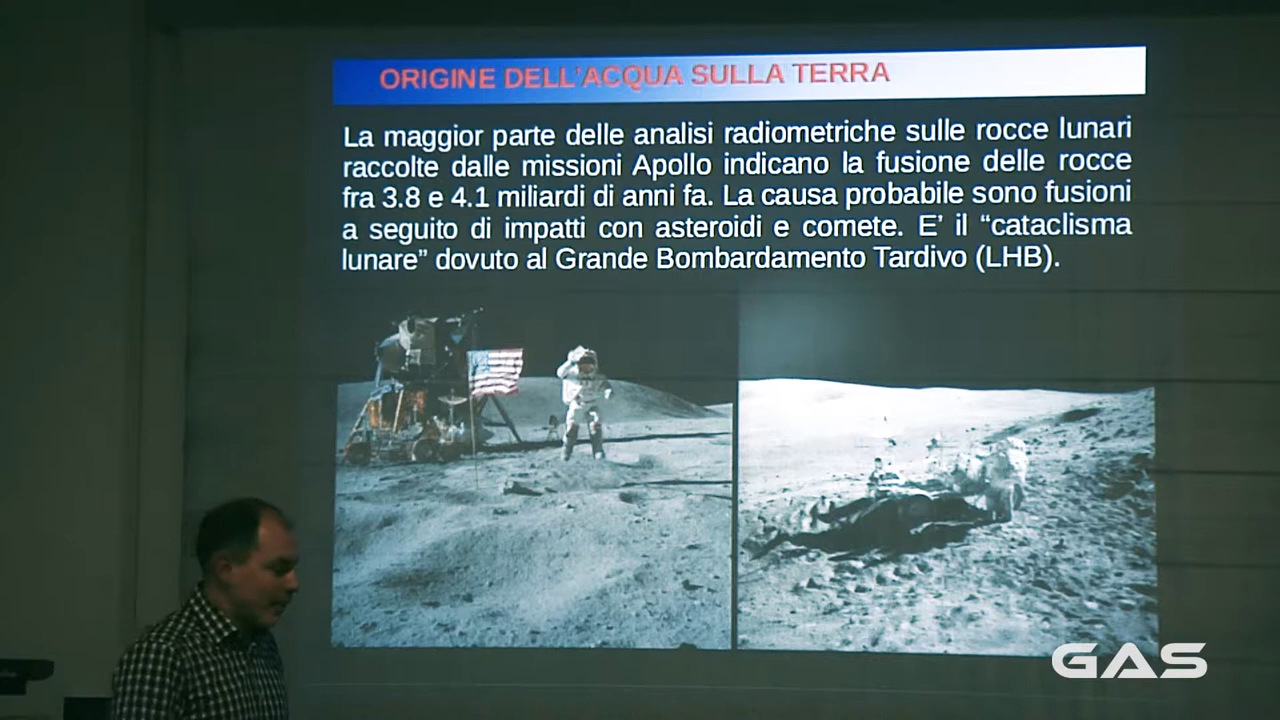 ORIGINE DELL'ACQUA SULLA TERRA
La maggior parte delle analisi radiometriche sulle rocce lunari
raccolte dalle missioni Apollo indicano la fusione delle rocce
fra 3.8 e 4.1 miliardi di anni fa. La causa probabile sono fusioni
a seguito di impatti con asteroidi e comete. E' il “cataclisma
lunare” dovuto al Grande Bombardamento Tardivo (LHB).
GAS